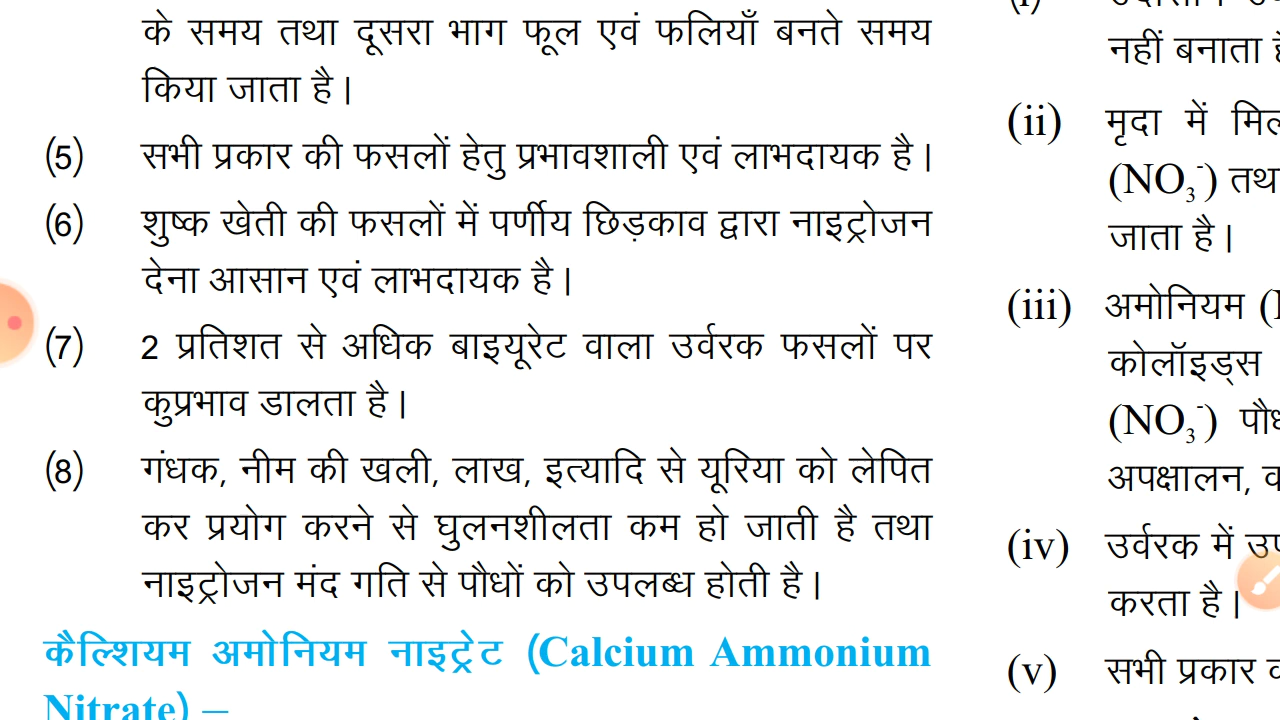 के समय तथा दूसरा भाग फूल एवं फलियाँ बनते समय
किया जाता है।
(5) सभी प्रकार की फसलों हेतु प्रभावशाली एवं लाभदायक है।
(6) शुष्क खेती की फसलों में पर्णीय छिड़काव द्वारा नाइट्रोजन
देना आसान एवं लाभदायक है।
(7) 2 प्रतिशत से अधिक बाइयूरेट वाला उर्वरक फसलों पर
कुप्रभाव डालता है।
(8) गंधक, नीम की खली, लाख, इत्यादि से यूरिया को लेपित
कर प्रयोग करने से घुलनशीलता कम हो जाती है तथा
नाइट्रोजन मंद गति से पौधों को उपलब्ध होती है।
कैल्शियम अमोनियम नाइट्रेट (Calcium Ammonium
Nitrate) –
नहीं बनाता
(ii) मृदा में
(NO₃⁻) तथा
जाता है।
(iii) अमोनियम
कोलॉइड्स
(NO₃⁻)
अपक्षालन,
(iv) उर्वरक में
करता है।
(v) सभी प्रकार